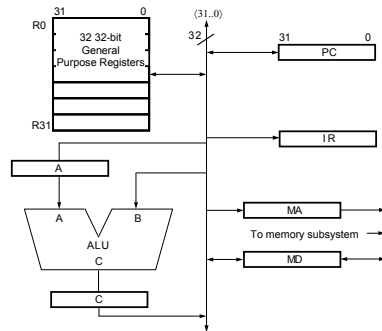 31 0
R0
32 32-bit
General
Purpose Registers
R31
⟨31..0⟩
32
31 0
PC
IR
A
A B
ALU
C
C
MA
To memory subsystem
MD